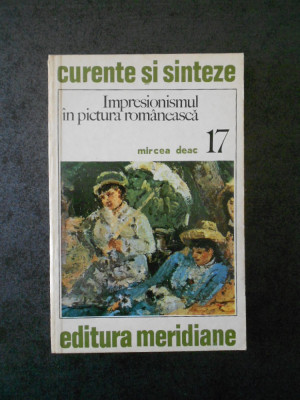 curente și sinteze
Impresionismul
în pictura românească
mircea deac 17
editura meridiane